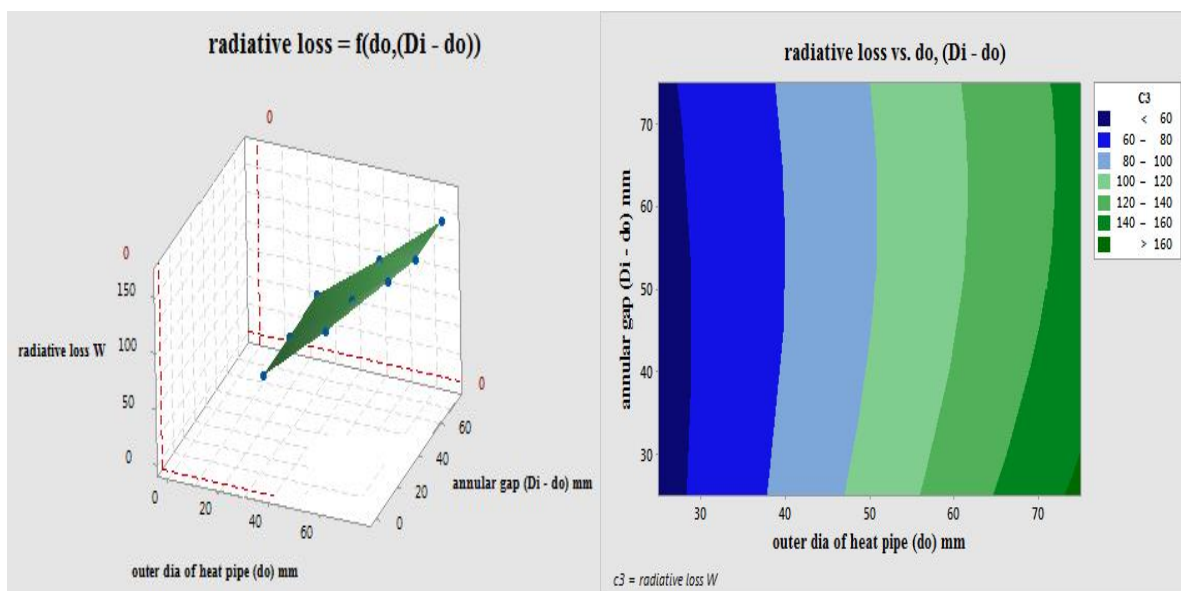 radiative loss = f(do,(Di - do))
0
0
150
radiative loss W
100
50
0
0
20
40
60
0
20
40
60
0
annular gap (Di - do) mm
outer dia of heat pipe (do) mm
radiative loss vs. do, (Di - do)
70
60
50
40
30
annular gap (Di - do) mm
30 40 50 60 70
outer dia of heat pipe (do) mm
C3
< 60
60 – 80
80 – 100
100 – 120
120 – 140
140 – 160
> 160
c3 = radiative loss W